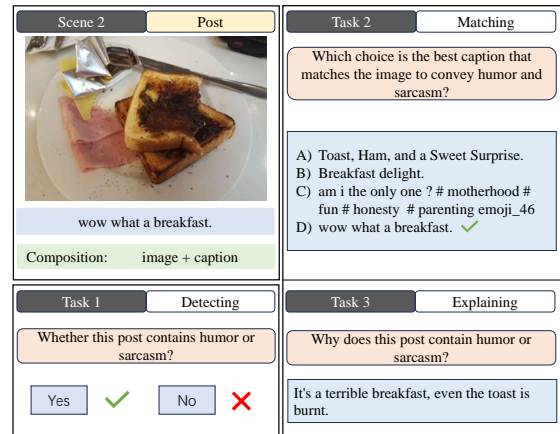 Scene 2 Post
wow what a breakfast.
Composition: image + caption
Task 2 Matching
Which choice is the best caption that
matches the image to convey humor and
sarcasm?
A) Toast, Ham, and a Sweet Surprise.
B) Breakfast delight.
C) am i the only one ? # motherhood #
fun # honesty # parenting emoji_46
D) wow what a breakfast.
Task 1 Detecting
Whether this post contains humor or
sarcasm?
Yes No
Task 3 Explaining
Why does this post contain humor or
sarcasm?
It's a terrible breakfast, even the toast is
burnt.